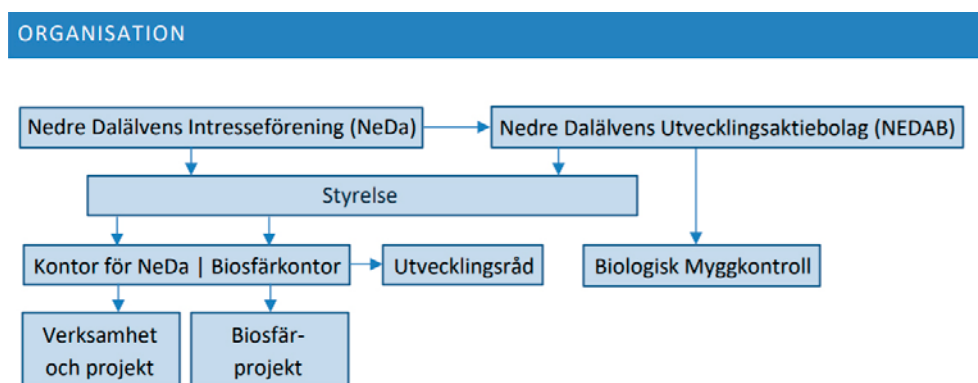 ORGANISATION
Nedre Dalälvens Intresseförening (NeDa)
Nedre Dalälvens Utvecklingsaktiebolag (NEDAB)
Styrelse
Kontor för NeDa | Biosfärkontor
Utvecklingsråd
Biologisk Myggkontroll
Verksamhet
och projekt
Biosfär-
projekt